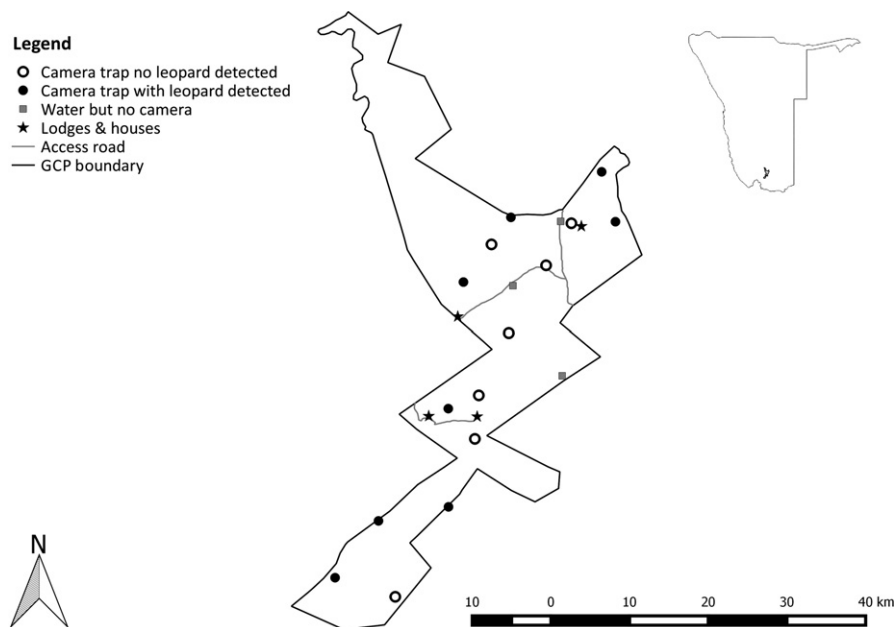 Legend
Camera trap no leopard detected
Camera trap with leopard detected
Water but no camera
Lodges & houses
Access road
GCP boundary
N
10 0 10 20 30 40 km